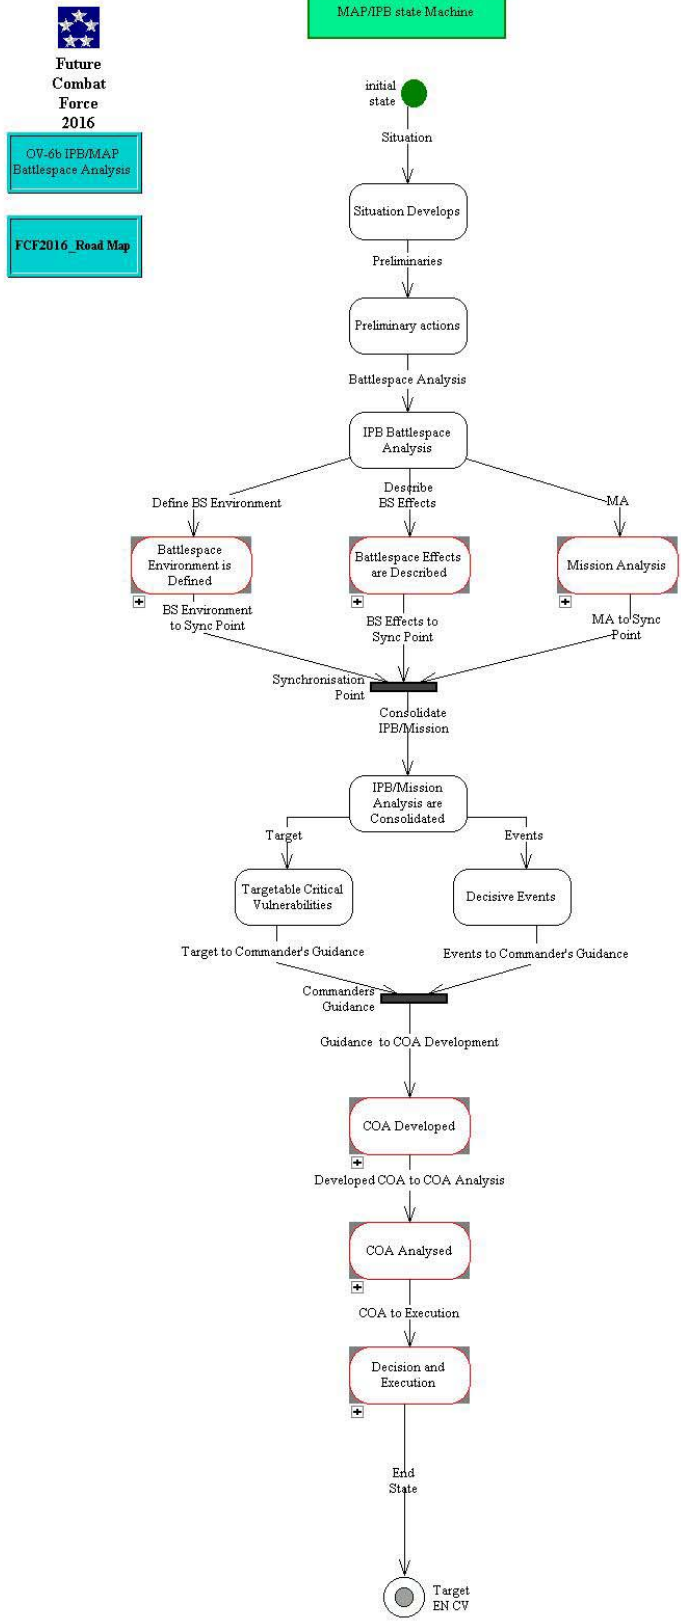 MAP/IPB state Machine
Future
Combat
Force
2016
OV-6b IPB/MAP
Battlespace Analysis
FCF2016_Road Map
initial
state
Situation
Situation Develops
Preliminaries
Preliminary actions
Battlespace Analysis
IPB Battlespace
Analysis
Define BS Environment
Describe
BS Effects
MA
Battlespace
Environment is
Defined
Battlespace Effects
are Described
Mission Analysis
BS Environment
to Sync Point
BS Effects to
Sync Point
MA to Sync
Point
Synchronisation
Point
Consolidate
IPB/Mission
IPB/Mission
Analysis are
Consolidated
Target
Events
Targetable Critical
Vulnerabilities
Decisive Events
Target to Commander's Guidance
Events to Commander's Guidance
Commanders
Guidance
Guidance to COA Development
COA Developed
Developed COA to COA Analysis
COA Analysed
COA to Execution
Decision and
Execution
End
State
Target
EN CV